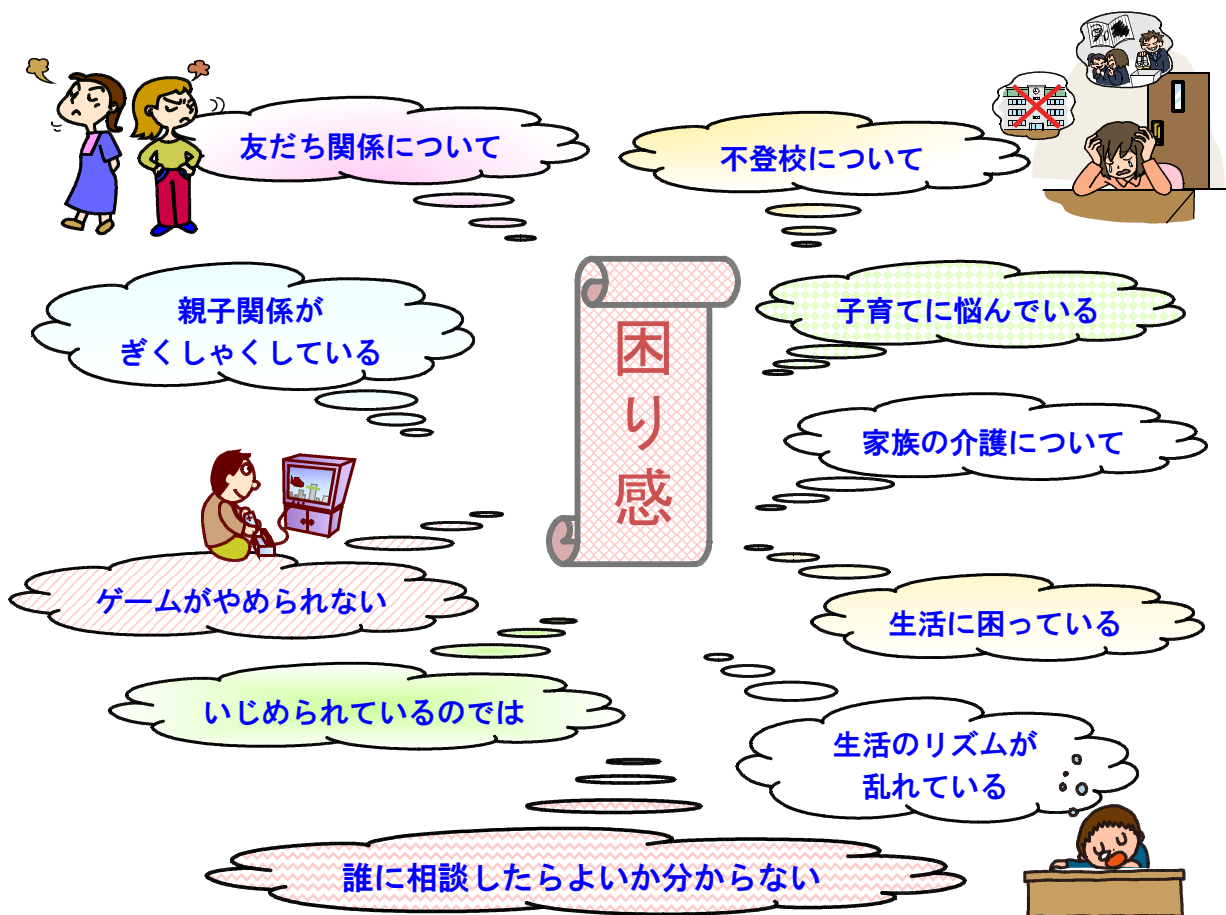 友だち関係について
不登校について
親子関係が
ぎくしゃくしている
困り感
子育てに悩んでいる
家族の介護について
ゲームがやめられない
生活に困っている
いじめられているのでは
生活のリズムが
乱れている
誰に相談したらよいか分からない